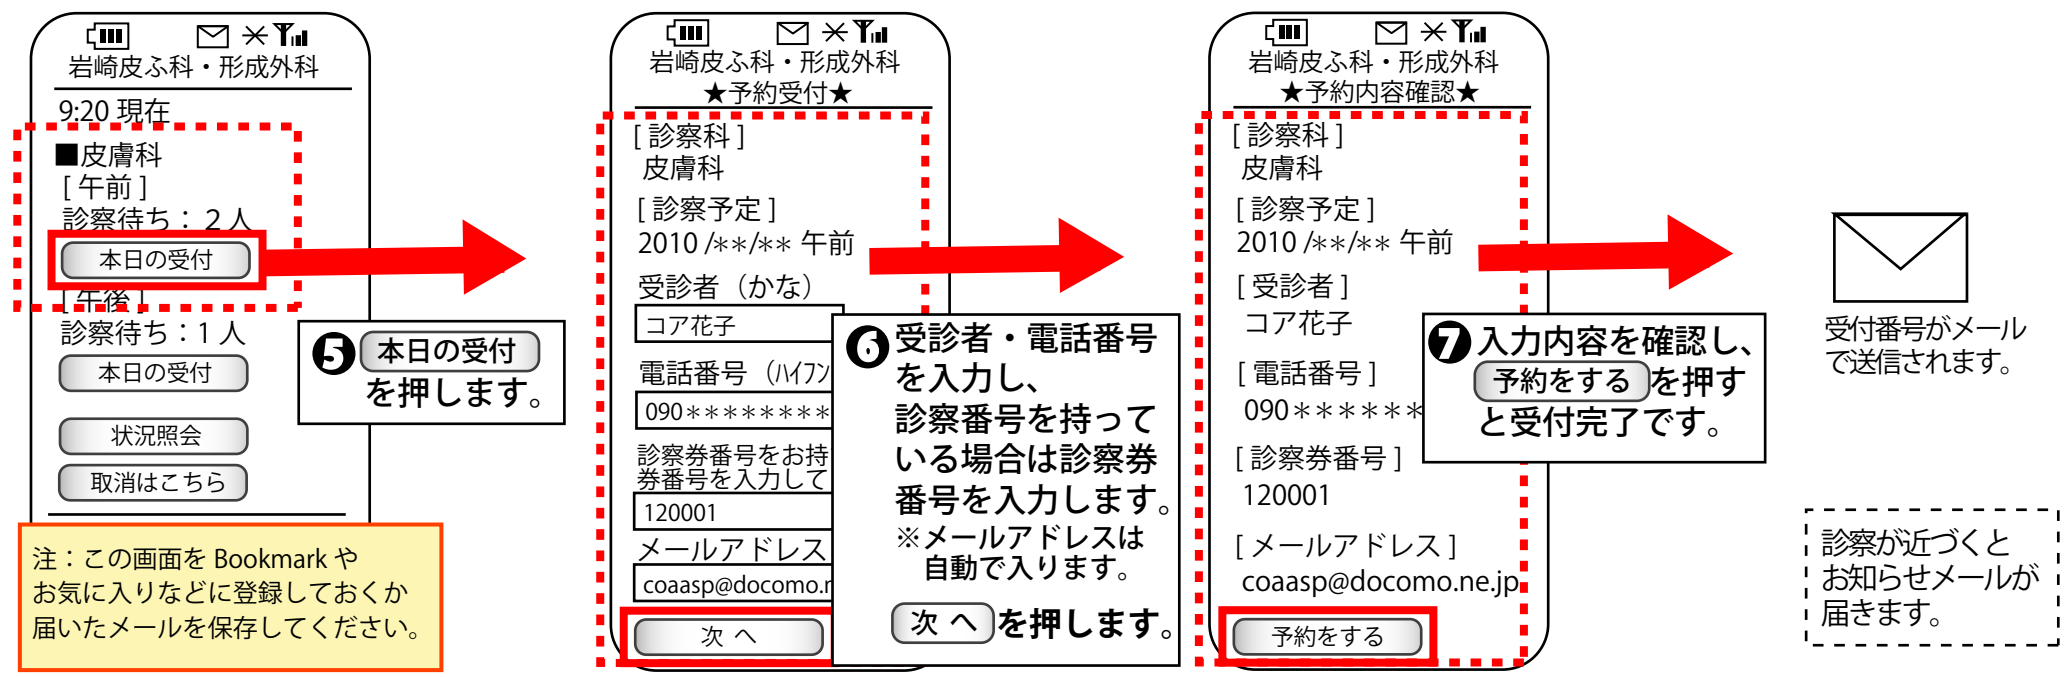 岩崎皮ふ科・形成外科
9:20 現在
■皮膚科
[ 午前 ]
診察待ち：２人
本日の受付
[ 午後 ]
診察待ち：1 人
本日の受付
状況照会
取消はこちら
注：この画面を Bookmark や
お気に入りなどに登録しておくか
届いたメールを保存してください。
❺ 本日の受付
を押します。
岩崎皮ふ科・形成外科
★予約受付★
[ 診察科 ]
皮膚科
[ 診察予定 ]
2010 /＊＊/＊＊ 午前
受診者（かな）
コア花子
電話番号（ﾊｲﾌﾝ
090＊＊＊＊＊＊＊＊
診察券番号をお持
券番号を入力して
120001
メールアドレス
coaasp@docomo.n
次 へ
❻ 受診者・電話番号
を入力し、
診察番号を持って
いる場合は診察券
番号を入力します。
※メールアドレスは
自動で入ります。
次 へ を押します。
岩崎皮ふ科・形成外科
★予約内容確認★
[ 診察科 ]
皮膚科
[ 診察予定 ]
2010 /＊＊/＊＊ 午前
[ 受診者 ]
コア花子
[ 電話番号 ]
090＊＊＊＊＊＊
[ 診察券番号 ]
120001
[ メールアドレス ]
coaasp@docomo.ne.jp
予約をする
❼ 入力内容を確認し、
予約をする を押す
と受付完了です。
受付番号がメール
で送信されます。
診察が近づくと
お知らせメールが
届きます。